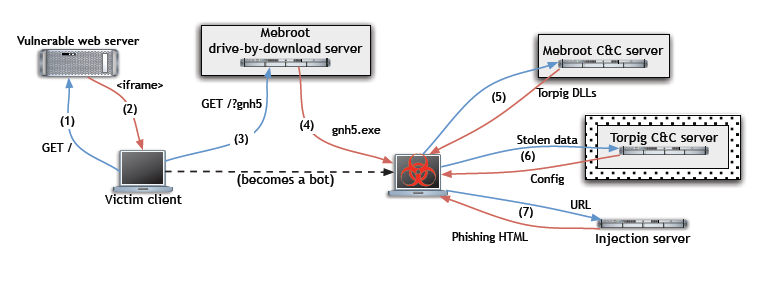 Vulnerable web server
Mebroot
drive-by-download server
Mebroot C&C server
<iframe>
(1)
(2)
GET /
GET /?gnh5
(3)
(4)
gnh5.exe
(5)
Torpig DLLs
Torpig C&C server
Stolen data
(6)
Config
Victim client
(becomes a bot)
URL
(7)
Phishing HTML
Injection server